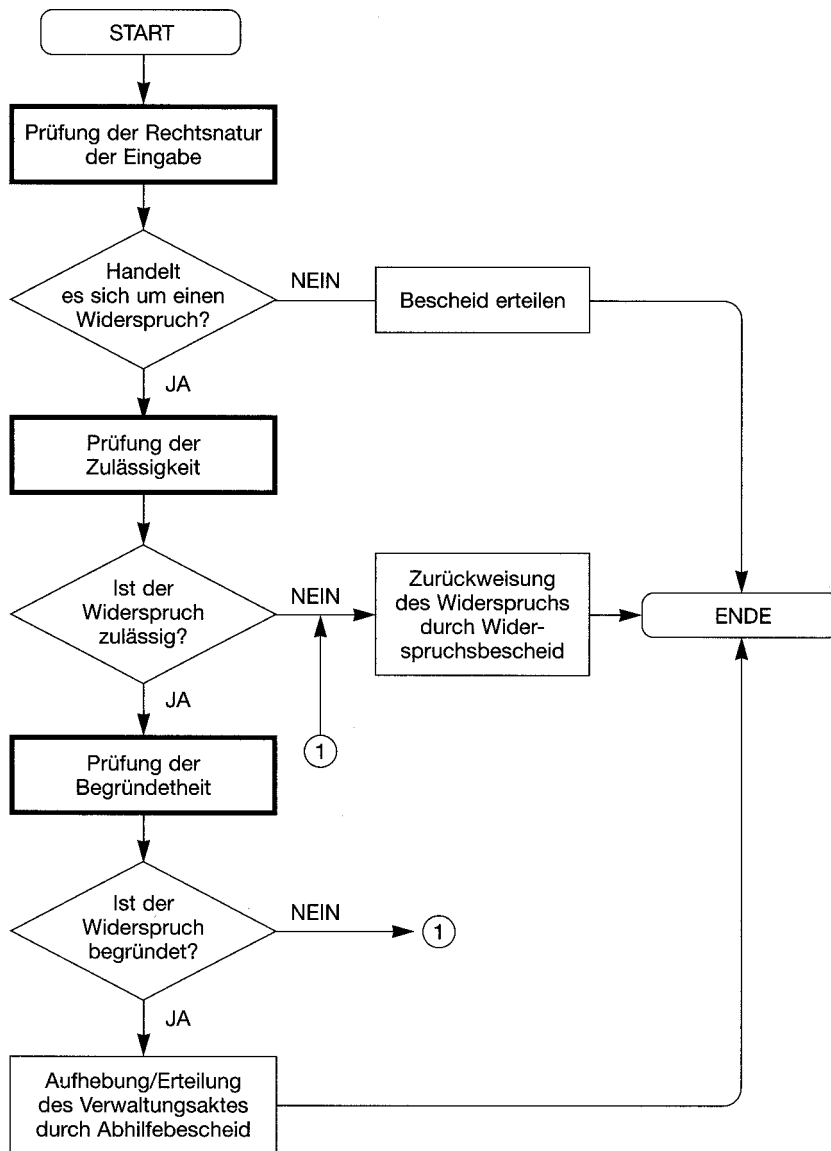 START
Prüfung der Rechtsnatur
der Eingabe
Handelt
es sich um einen
Widerspruch?
NEIN
Bescheid erteilen
JA
Prüfung der
Zulässigkeit
Ist der
Widerspruch
zulässig?
NEIN
Zurückweisung
des Widerspruchs
durch Wider-
spruchsbescheid
ENDE
JA
1
Prüfung der
Begründetheit
Ist der
Widerspruch
begründet?
NEIN
1
JA
Aufhebung/Erteilung
des Verwaltungsaktes
durch Abhilfebescheid